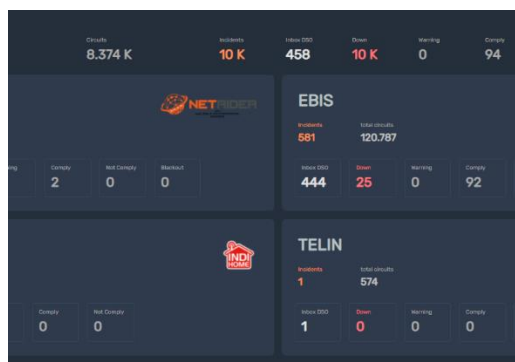 Circuits Incidents Inbox DSO Down Warning Comply
8.374 K 10 K 458 10 K 0 94
NETRIDER
Comply Not Comply Blackout
2 0 0
EBIS
Incidents total circuits
581 120.787
Inbox DSO Down Warning Comply
444 25 0 92
INDI
HOME
Comply Not Comply
0 0
TELIN
Incidents total circuits
1 574
Inbox DSO Down Warning Comply
1 0 0 0